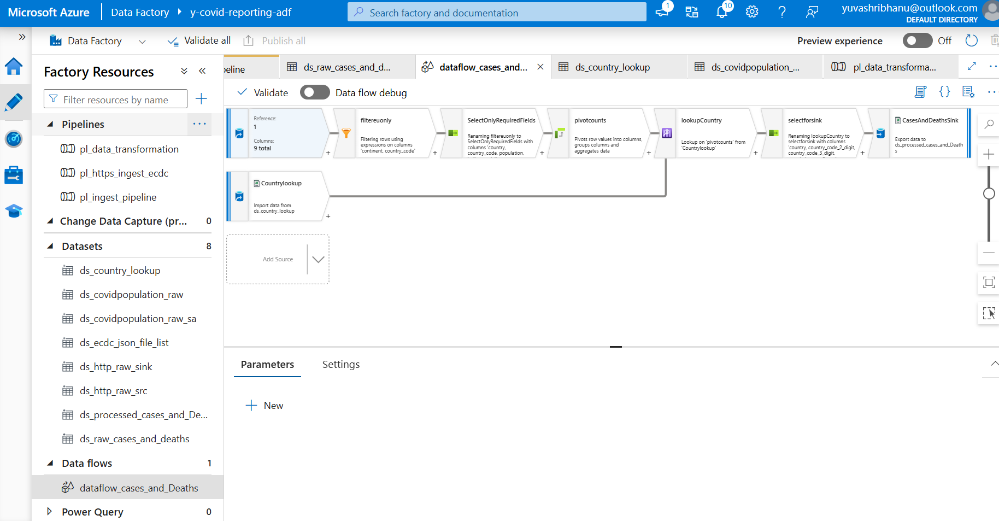 Microsoft Azure
Data Factory
y-covid-reporting-adf
Search factory and documentation
1
10
yuvashribhanu@outlook.com
DEFAULT DIRECTORY
Data Factory
Validate all
Publish all
Preview experience
Off
Factory Resources
Filter resources by name
Pipelines
pl_data_transformation
pl_https_ingest_ecdc
pl_ingest_pipeline
Change Data Capture (pr...
0
Datasets
8
ds_country_lookup
ds_covidpopulation_raw
ds_covidpopulation_raw_sa
ds_ecdc_json_file_list
ds_http_raw_sink
ds_http_raw_src
ds_processed_cases_and_De...
ds_raw_cases_and_deaths
Data flows
1
dataflow_cases_and_Deaths
Power Query
0
eline
ds_raw_cases_and_d...
dataflow_cases_and...
ds_country_lookup
ds_covidpopulation_...
pl_data_transforma...
Validate
Data flow debug
Reference:
1
Columns:
9 total
filtereuonly
Filtering rows using
expressions on columns
'continent, country_code'
SelectOnlyRequiredFields
Renaming filtereuonly to
SelectOnlyRequiredFields with
columns 'country,
country_code, population,
pivotcounts
Pivots row values into columns,
groups columns and
aggregates data
lookupCountry
Lookup on 'pivotcounts' from
'Countrylookup'
selectforsink
Renaming lookupCountry to
selectforsink with columns
'country, country_code_2_digit,
country_code_3_digit,
CasesAndDeathsSink
Export data to
ds_processed_cases_and_Death
s
Countrylookup
Import data from
ds_country_lookup
Add Source
Parameters
Settings
New